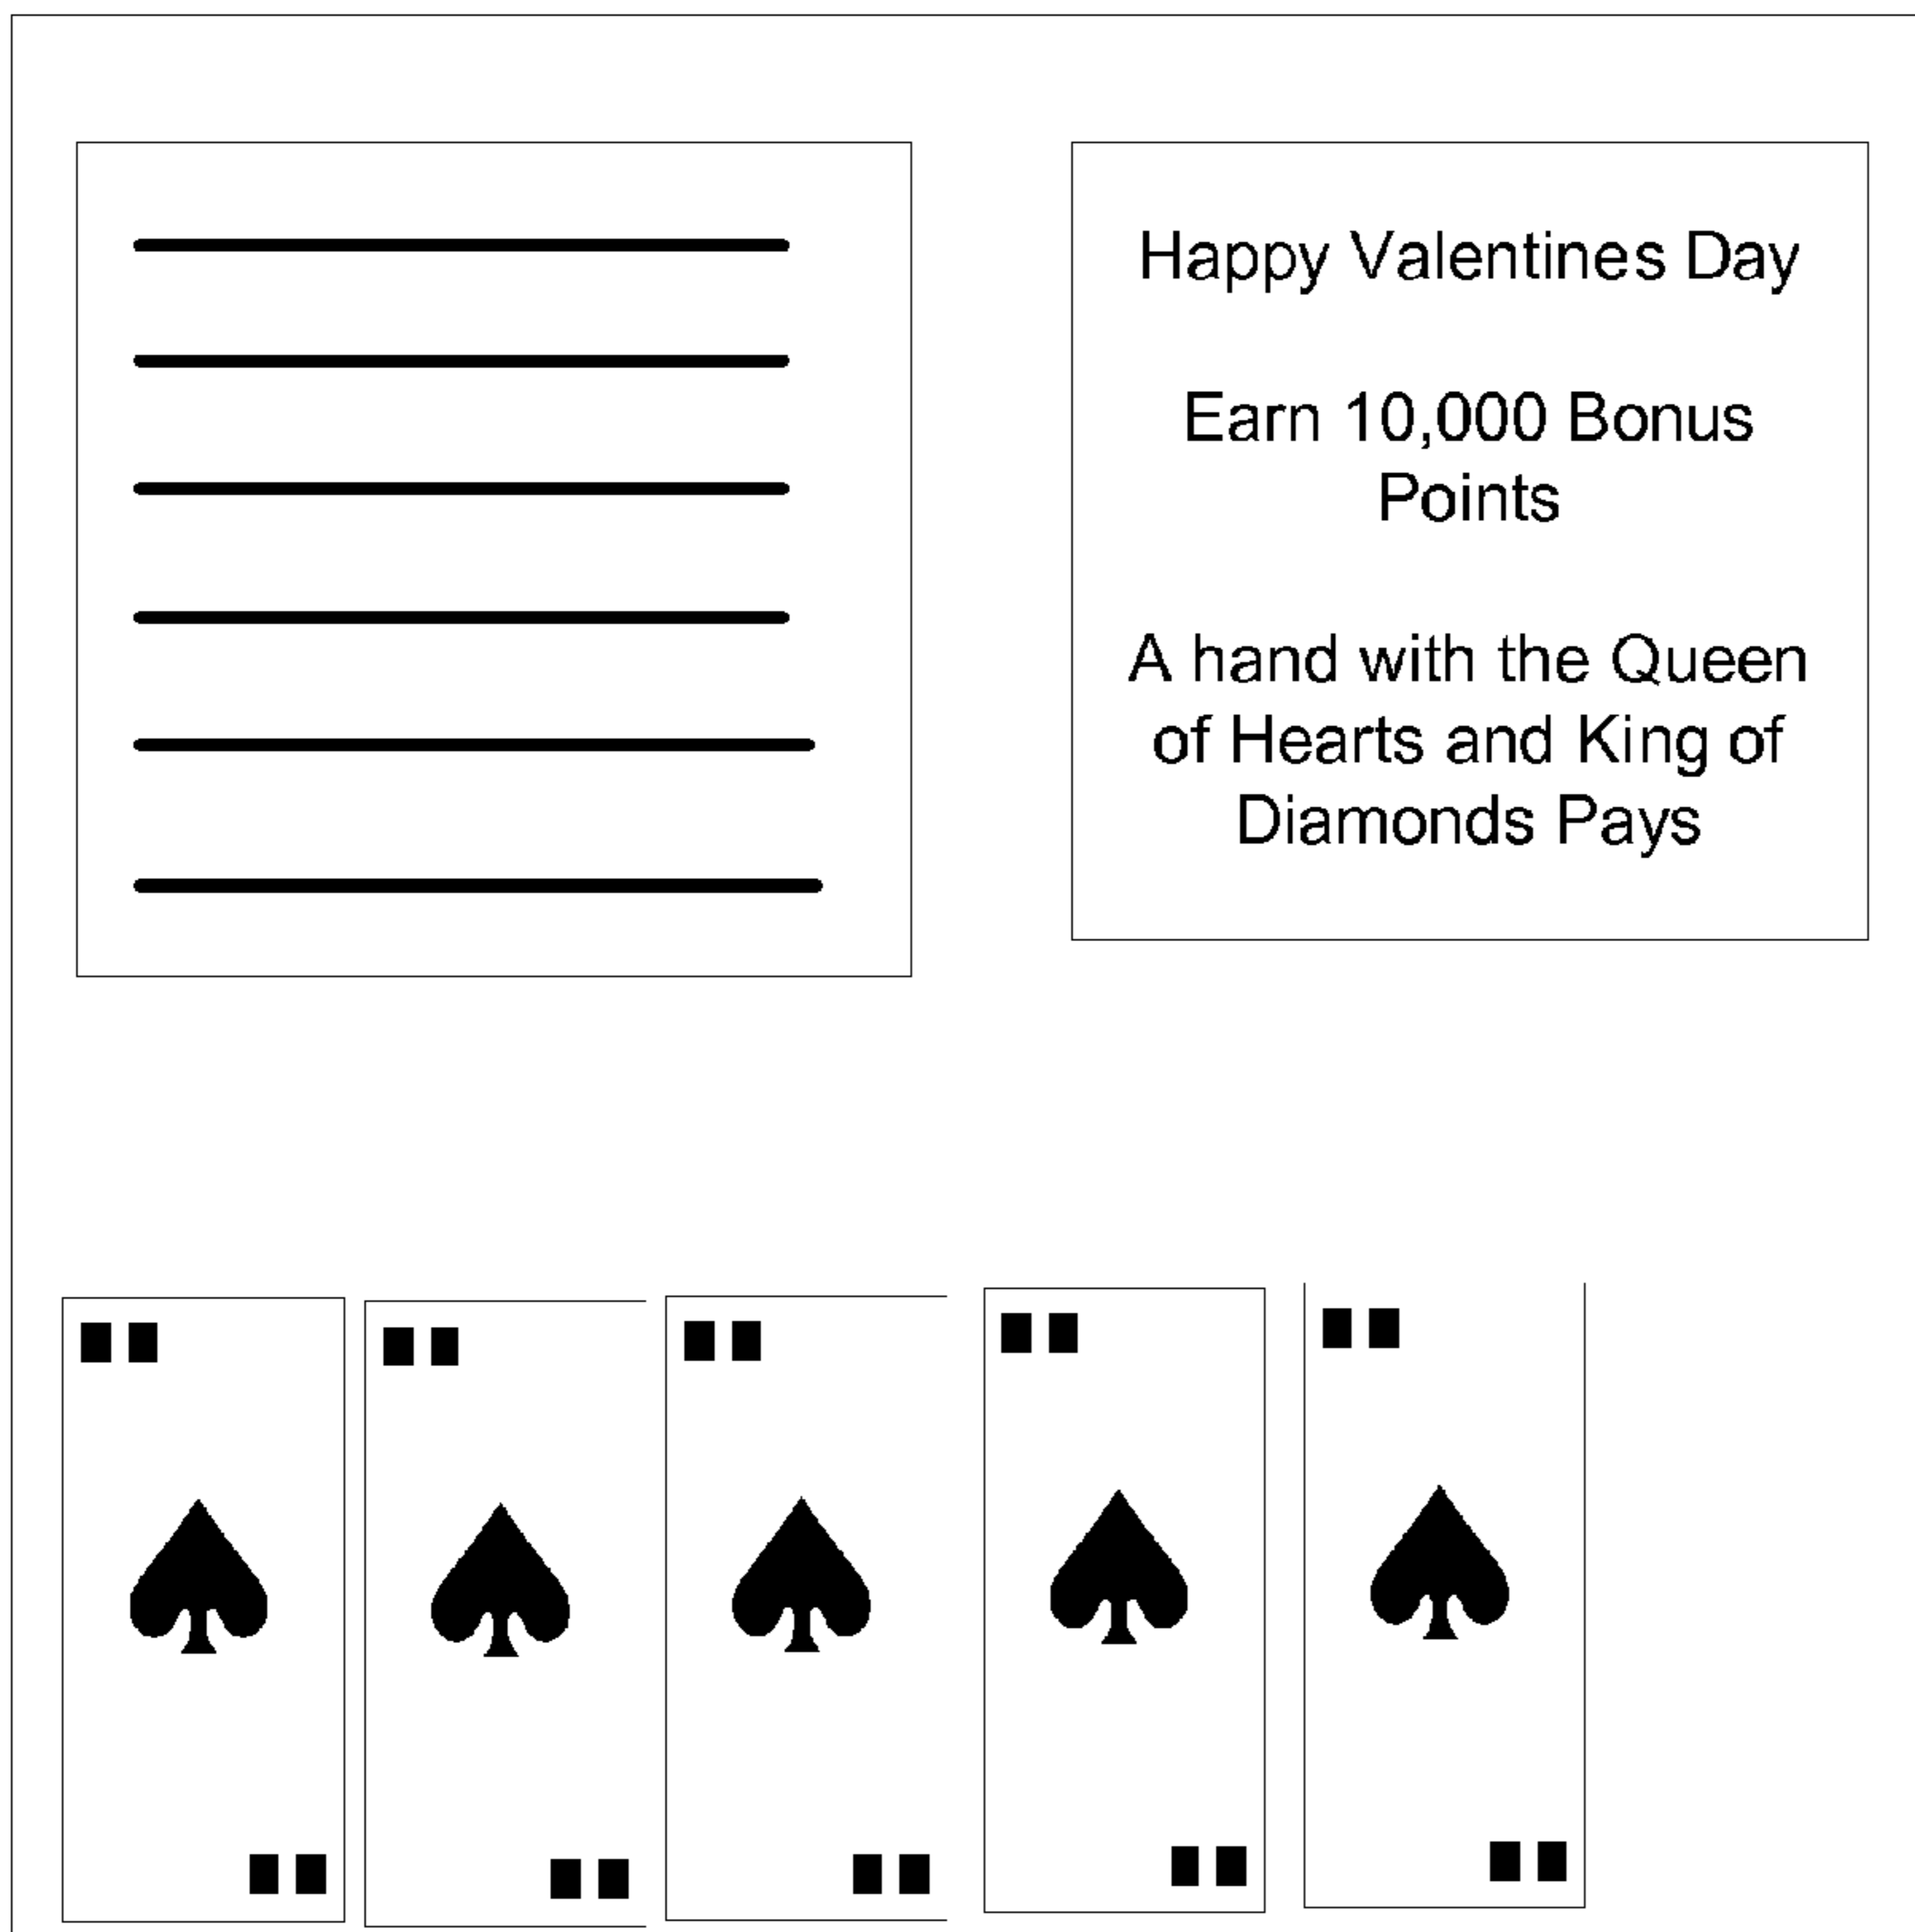 Happy Valentines Day
Earn 10,000 Bonus
Points
A hand with the Queen
of Hearts and King of
Diamonds Pays